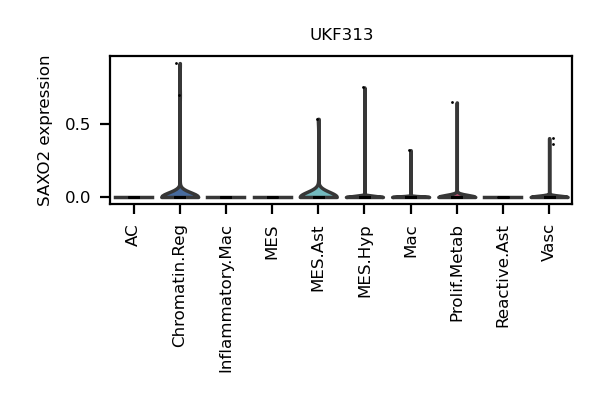 UKF313
SAXO2 expression
0.5
0.0
AC
Chromatin.Reg
Inflammatory.Mac
MES
MES.Ast
MES.Hyp
Mac
Prolif.Metab
Reactive.Ast
Vasc